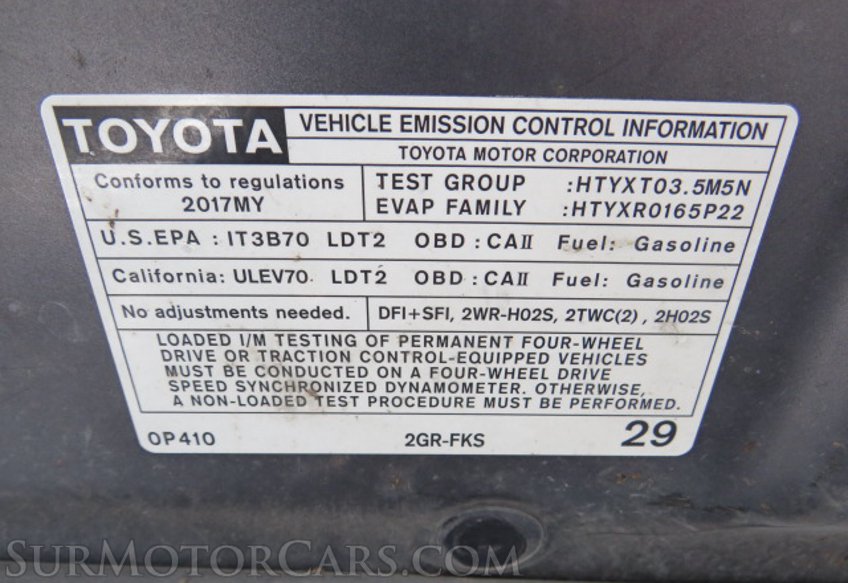 TOYOTA
VEHICLE EMISSION CONTROL INFORMATION
TOYOTA MOTOR CORPORATION
Conforms to regulations
2017MY
TEST GROUP :HTYXT03.5M5N
EVAP FAMILY :HTYXR0165P22
U.S.EPA : IT3B70 LDT2 OBD : CAII Fuel: Gasoline
California: ULEV70 LDT2 OBD : CAII Fuel: Gasoline
No adjustments needed.
DFI+SFI, 2WR-HO2S, 2TWC(2) , 2HO2S
LOADED I/M TESTING OF PERMANENT FOUR-WHEEL
DRIVE OR TRACTION CONTROL-EQUIPPED VEHICLES
MUST BE CONDUCTED ON A FOUR-WHEEL DRIVE
SPEED SYNCHRONIZED DYNAMOMETER. OTHERWISE,
A NON-LOADED TEST PROCEDURE MUST BE PERFORMED.
0P410 2GR-FKS 29
SURMOTORCARS.COM